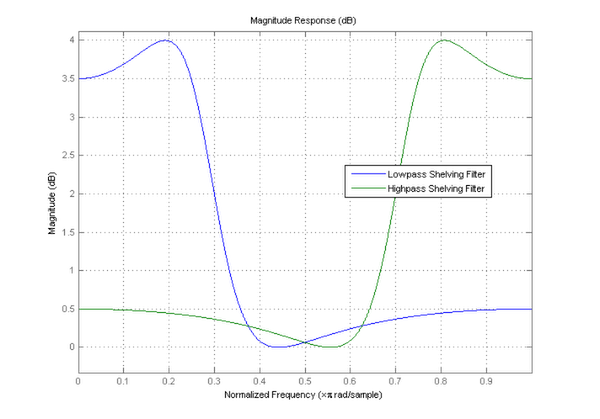 Magnitude Response (dB)
4
3.5
3
2.5
2
1.5
1
0.5
0
Magnitude (dB)
Lowpass Shelving Filter
Highpass Shelving Filter
0 0.1 0.2 0.3 0.4 0.5 0.6 0.7 0.8 0.9
Normalized Frequency (×π rad/sample)